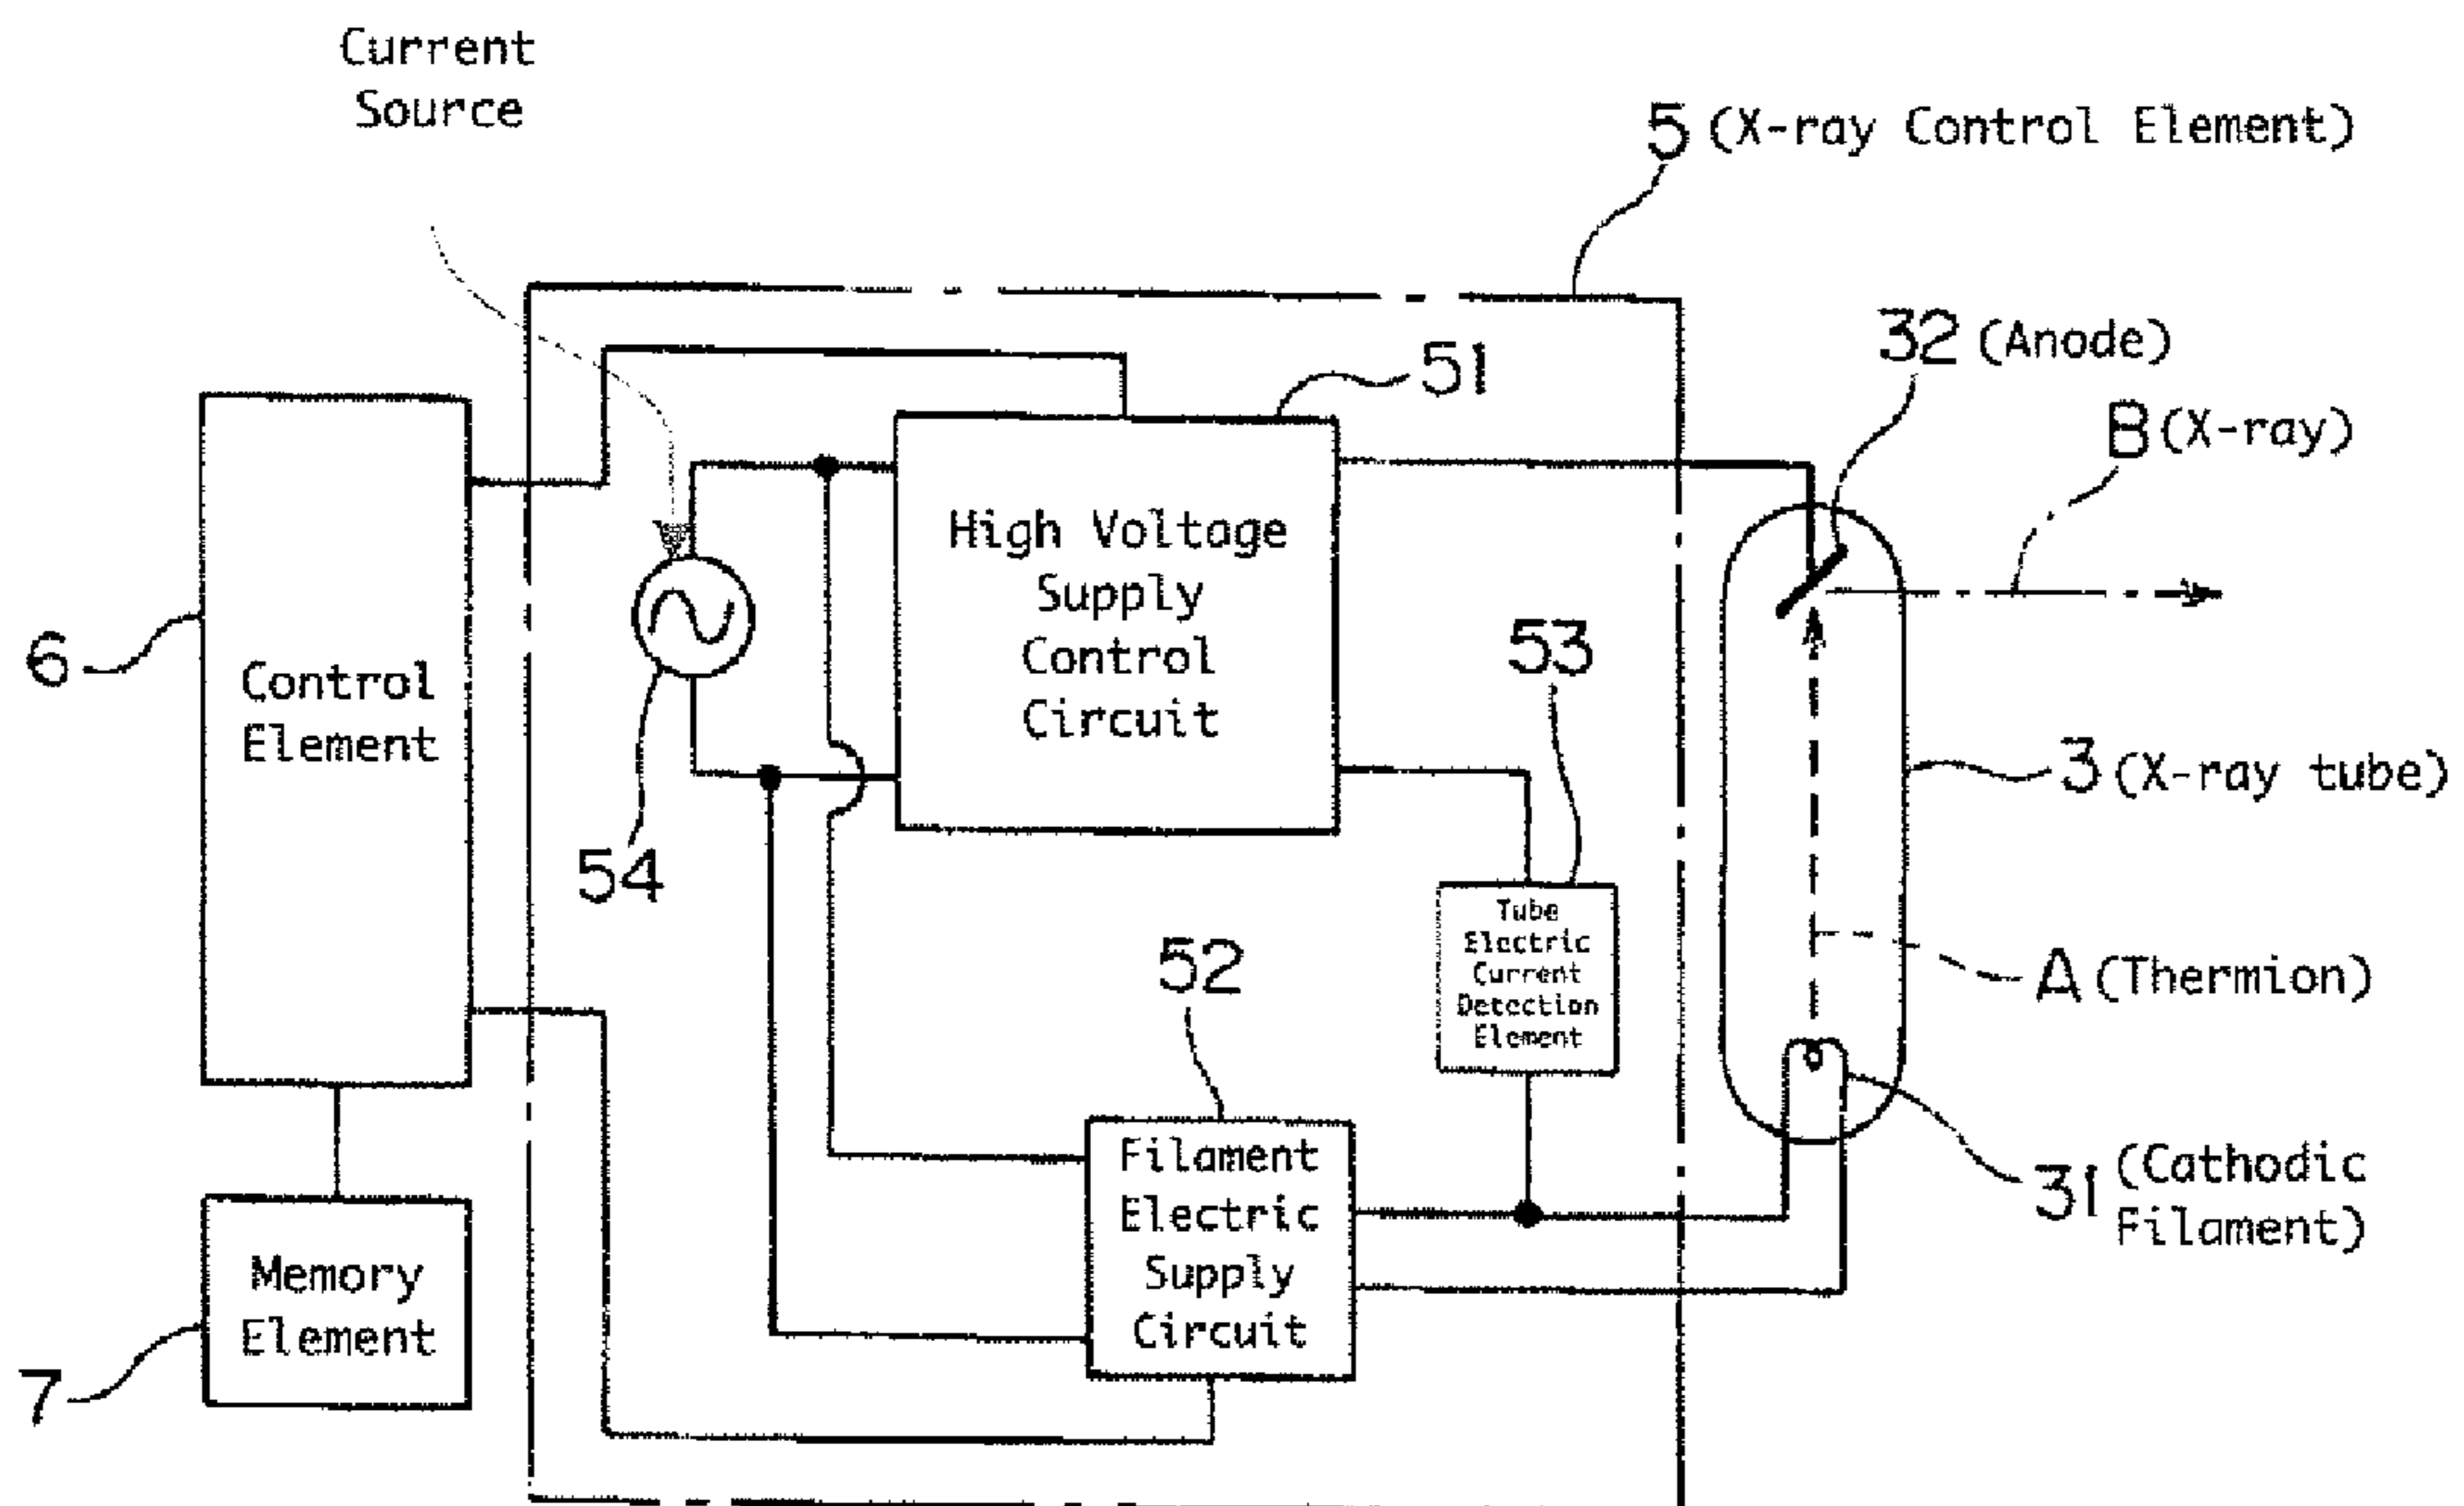 Current
Source
5 (X-ray Control Element)
32 (Anode)
51
B (X-ray)
High Voltage
Supply
Control
Circuit
53
6
Control
Element
3 (X-ray tube)
54
Tube
Electric
Current
Detection
Element
52
A (Thermion)
Filament
Electric
Supply
Circuit
31 (Cathodic
Filament)
Memory
Element
7